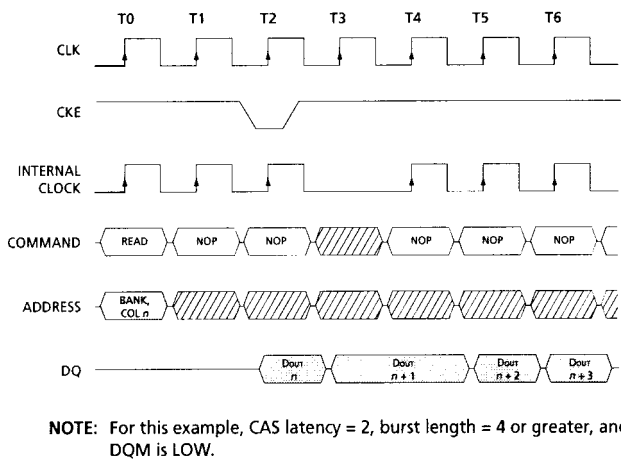 T0 T1 T2 T3 T4 T5 T6
CLK
CKE
INTERNAL
CLOCK
COMMAND READ NOP NOP NOP NOP NOP
ADDRESS BANK,
COL n
DQ DOUT
n DOUT
n + 1 DOUT
n + 2 DOUT
n + 3
NOTE: For this example, CAS latency = 2, burst length = 4 or greater, an
DQM is LOW.